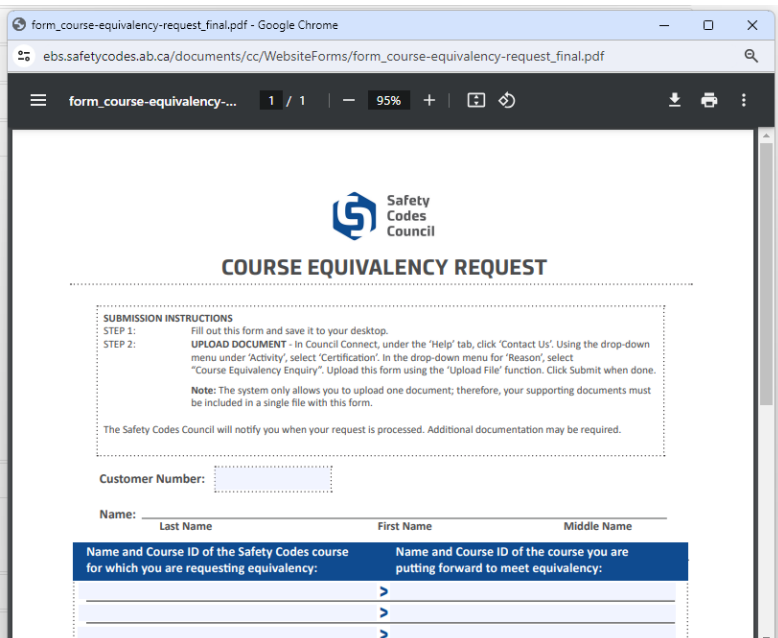 form_course-equivalency-request_final.pdf - Google Chrome
ebs.safetycodes.ab.ca/documents/cc/WebsiteForms/form_course-equivalency-request_final.pdf
form_course-equivalency-... 1 / 1 | — 95% + |
Safety
Codes
Council
COURSE EQUIVALENCY REQUEST
SUBMISSION INSTRUCTIONS
STEP 1: Fill out this form and save it to your desktop.
STEP 2: UPLOAD DOCUMENT - In Council Connect, under the ‘Help’ tab, click ‘Contact Us’. Using the drop-down
menu under ‘Activity’, select ‘Certification’. In the drop-down menu for ‘Reason’, select
“Course Equivalency Enquiry”. Upload this form using the ‘Upload File’ function. Click Submit when done.
Note: The system only allows you to upload one document; therefore, your supporting documents must
be included in a single file with this form.
The Safety Codes Council will notify you when your request is processed. Additional documentation may be required.
Customer Number:
Name:
Last Name First Name Middle Name
Name and Course ID of the Safety Codes course
for which you are requesting equivalency:
Name and Course ID of the course you are
putting forward to meet equivalency:
>
>
>